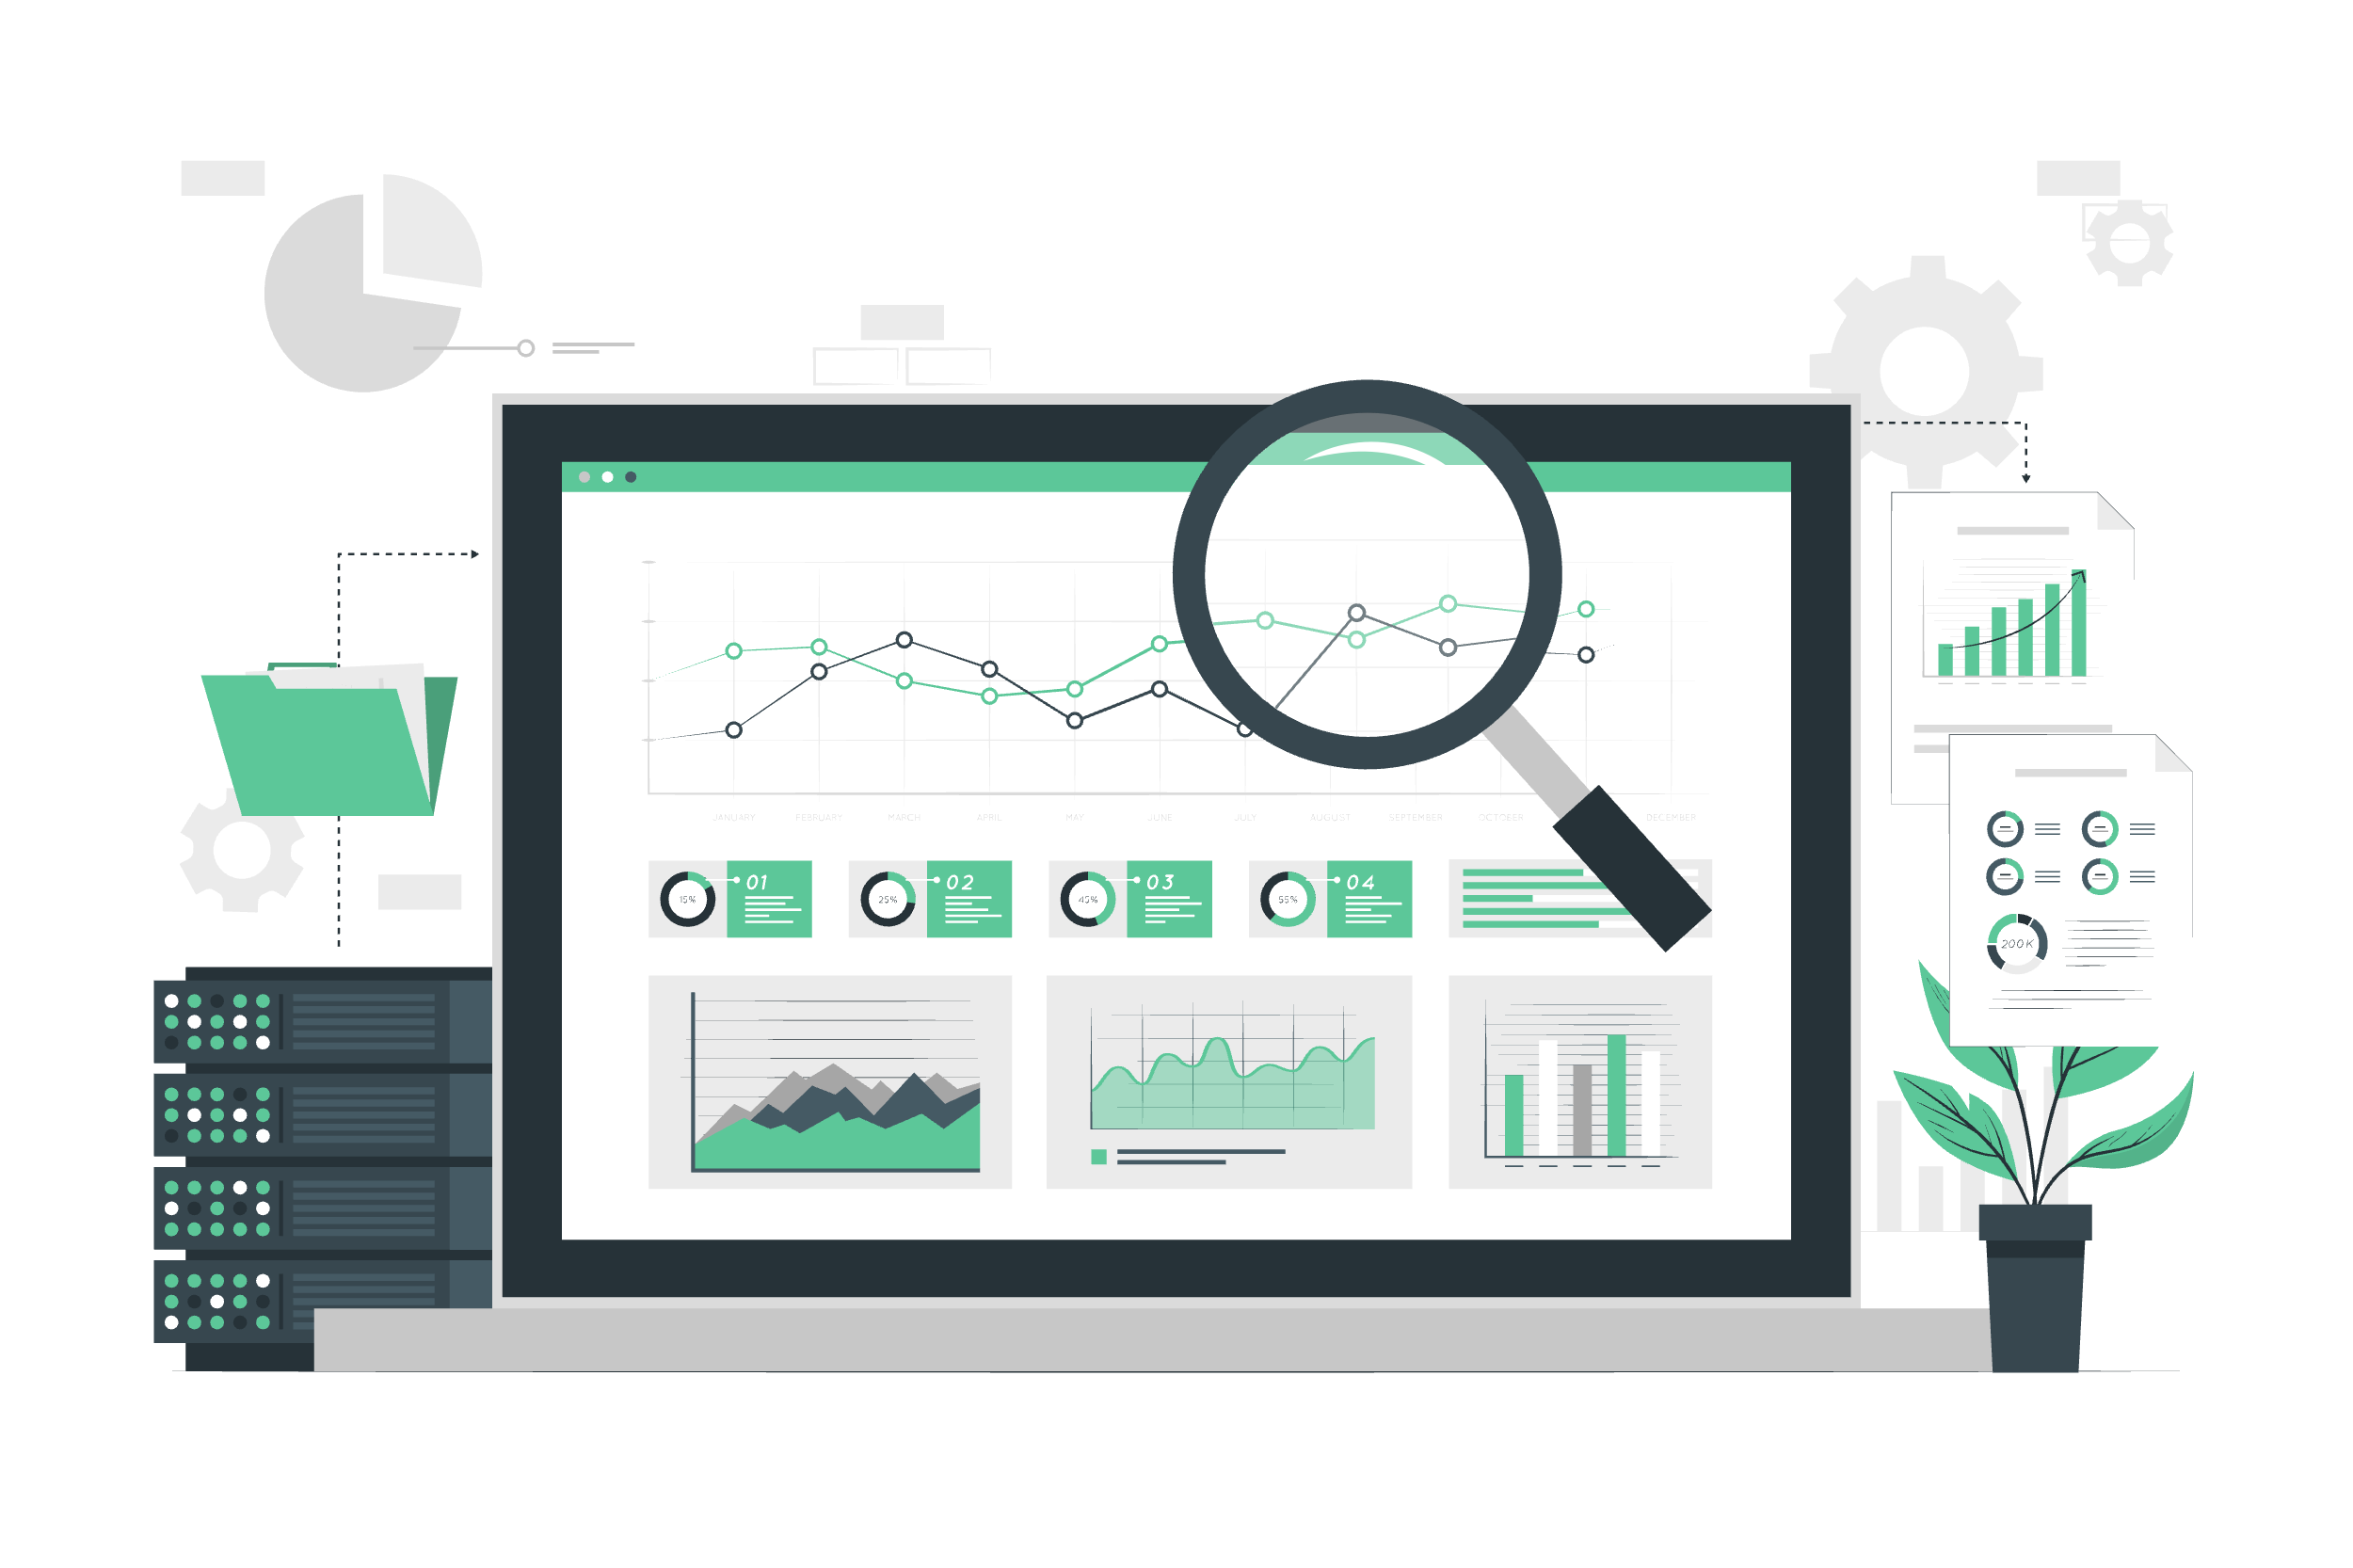 JANUARY FEBRUARY MARCH APRIL MAY JUNE JULY AUGUST SEPTEMBER OCTOBER DECEMBER
15% 01 25% 02 45% 03 55% 04
200K